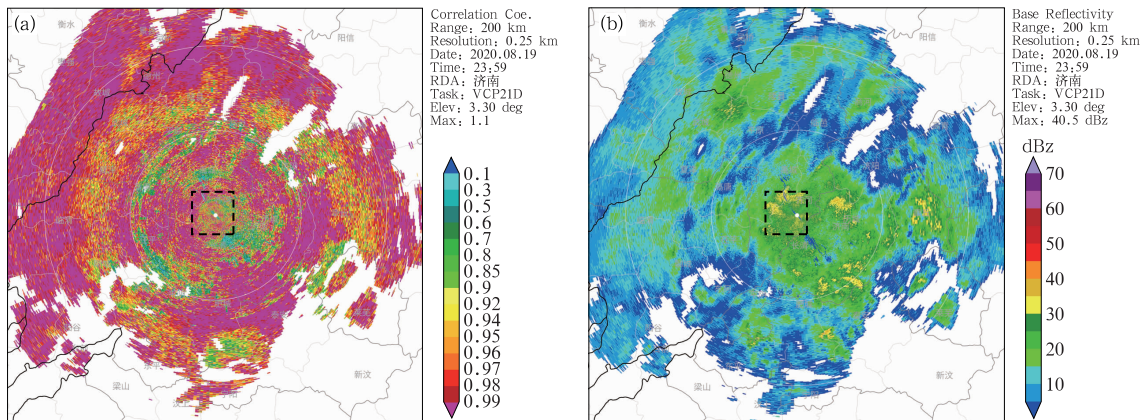 (a)
衡水
阳信
梁山
新汶
Correlation Coe.
Range: 200 km
Resolution: 0.25 km
Date: 2020.08.19
Time: 23:59
RDA: 济南
Task: VCP21D
Elev: 3.30 deg
Max: 1.1
0.1
0.3
0.5
0.6
0.7
0.8
0.85
0.9
0.92
0.94
0.95
0.96
0.97
0.98
0.99
(b)
衡水
阳信
梁山
新汶
Base Reflectivity
Range: 200 km
Resolution: 0.25 km
Date: 2020.08.19
Time: 23:59
RDA: 济南
Task: VCP21D
Elev: 3.30 deg
Max: 40.5 dBz
dBz
70
60
50
40
30
20
10